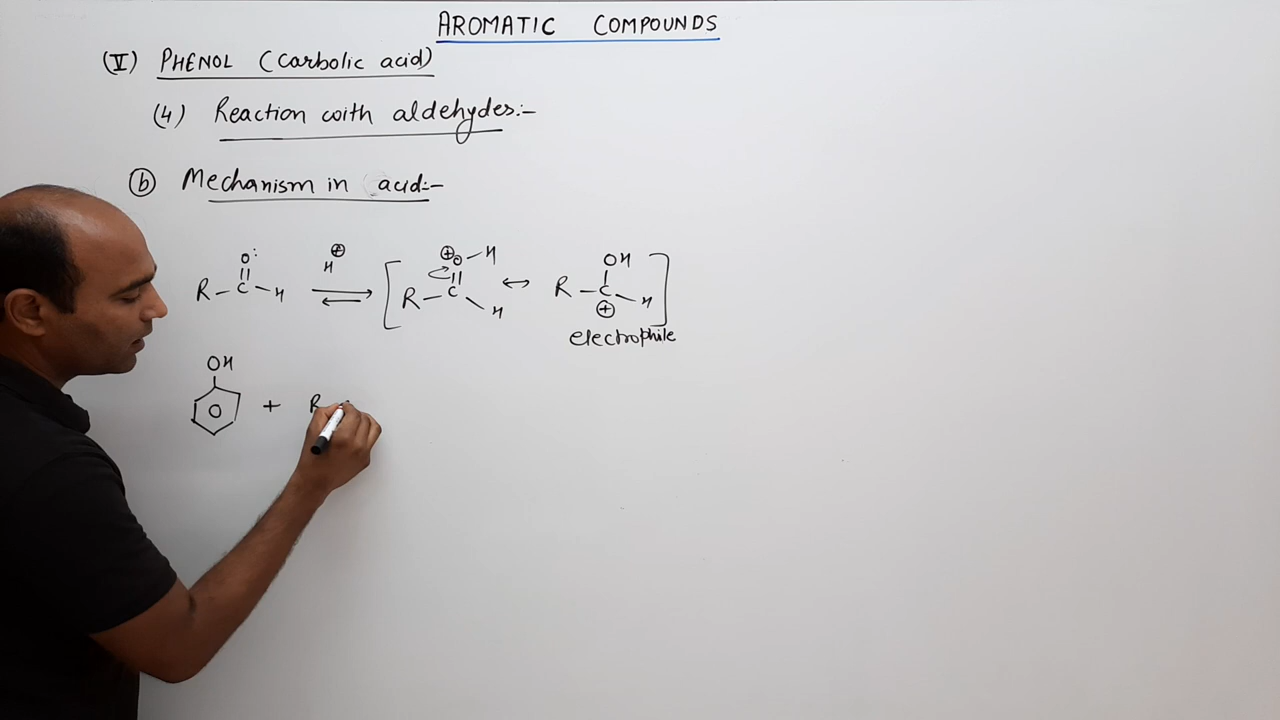 AROMATIC COMPOUNDS
(V) PHENOL (Carbolic acid)
(4) Reaction with aldehydes:-
(b) Mechanism in acid:-
R-C(=O:)-H H⊕ ⇌ [R-C(=O⊕-H)-H ↔ R-C⊕(OH)-H]
electrophile
OH
+ R